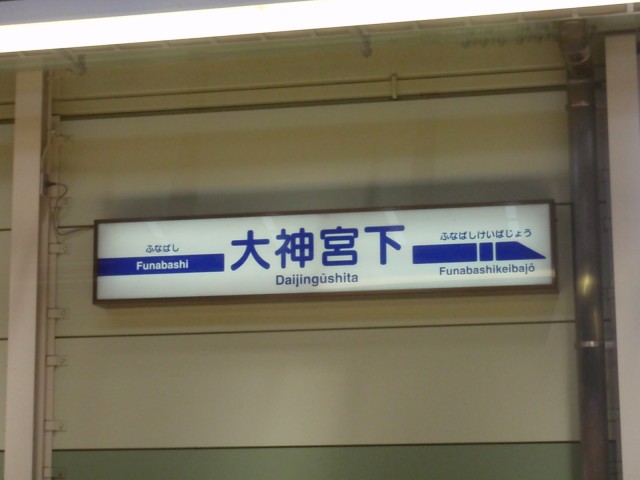 ふなばし
Funabashi
大神宮下
Daijingūshita
ふなばしけいばじょう
Funabashikeibajō